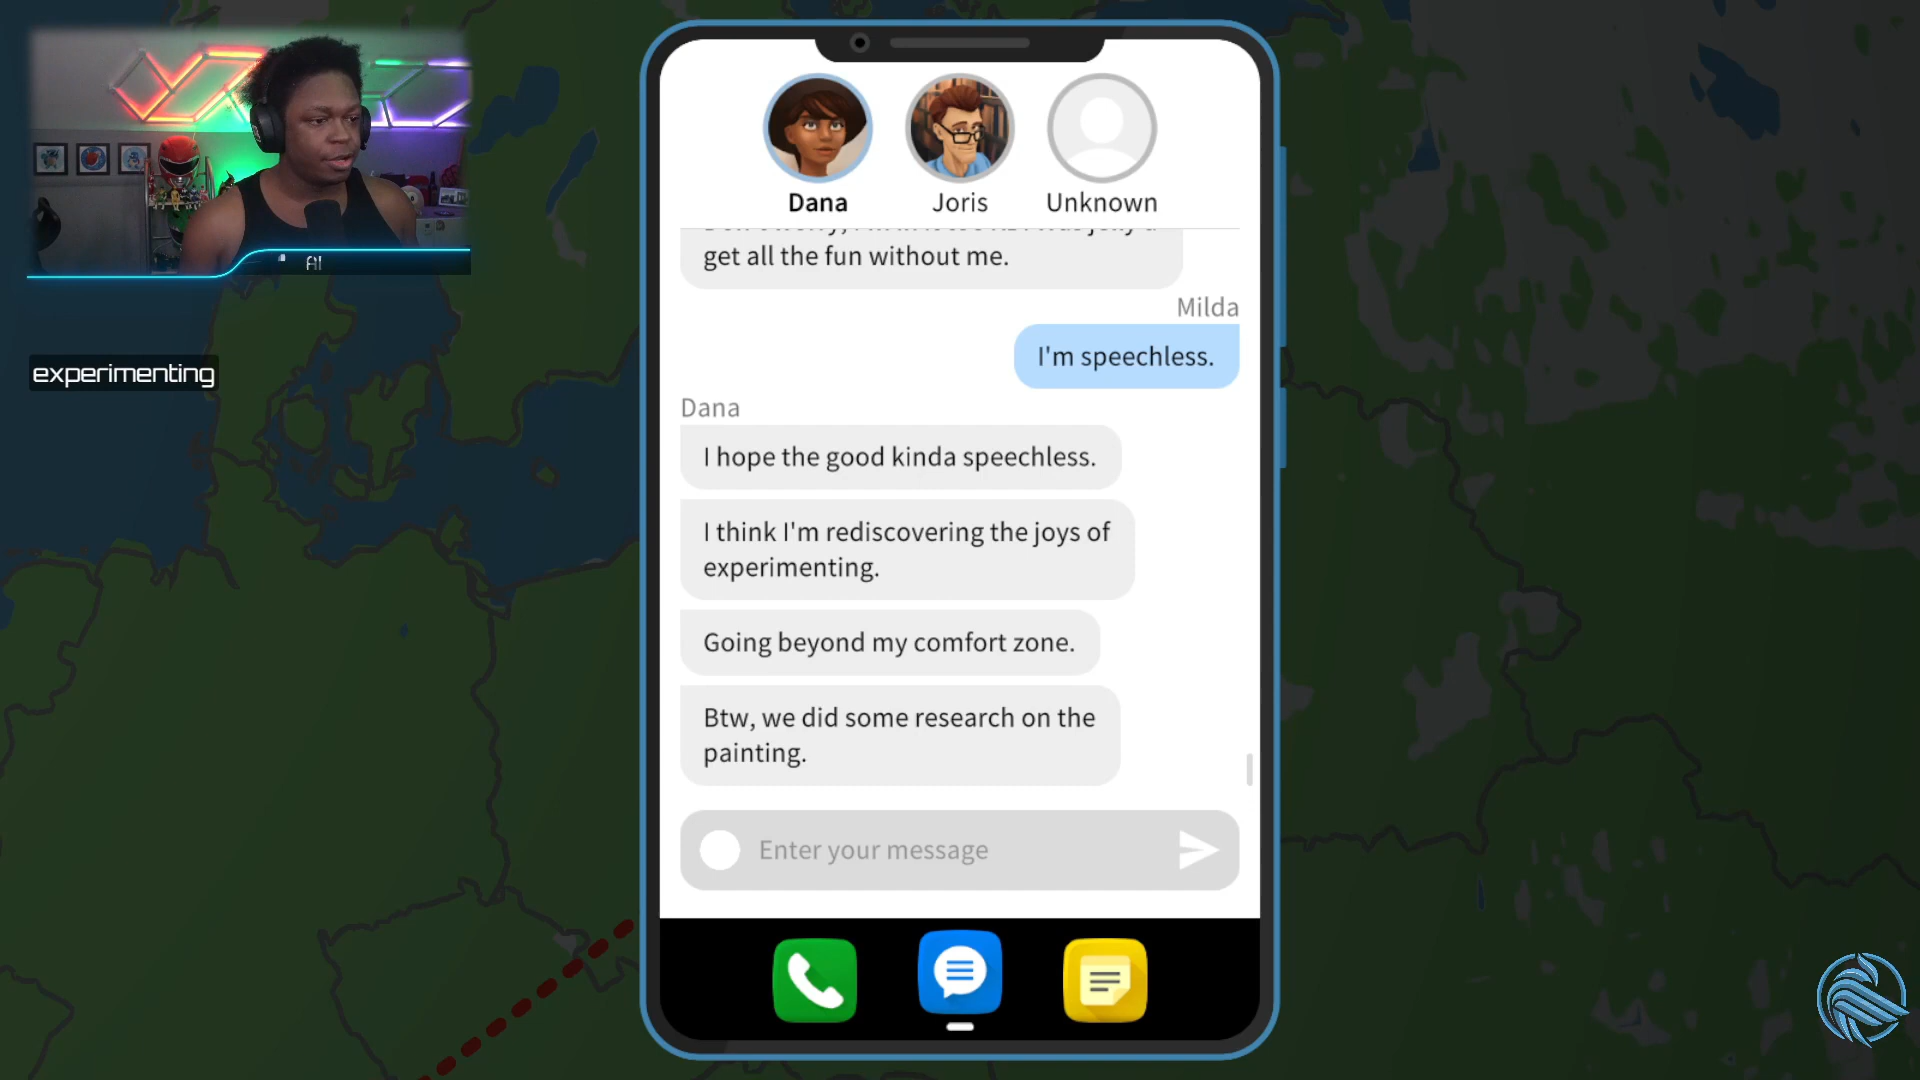 AI
experimenting
Dana
Joris
Unknown
get all the fun without me.
Milda
I'm speechless.
Dana
I hope the good kinda speechless.
I think I'm rediscovering the joys of
experimenting.
Going beyond my comfort zone.
Btw, we did some research on the
painting.
Enter your message